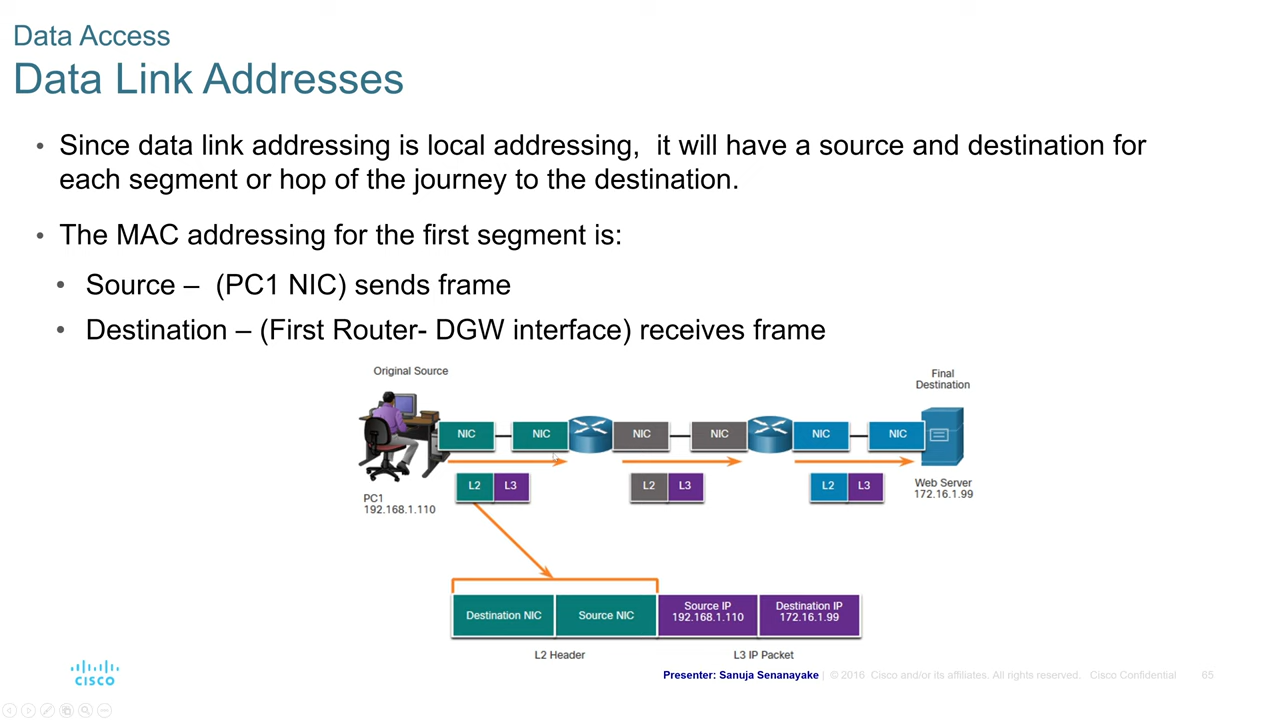 Data Access
Data Link Addresses
• Since data link addressing is local addressing, it will have a source and destination for
each segment or hop of the journey to the destination.
• The MAC addressing for the first segment is:
• Source – (PC1 NIC) sends frame
• Destination – (First Router- DGW interface) receives frame
Original Source
Final
Destination
NIC NIC NIC NIC NIC NIC
L2 L3 L2 L3 L2 L3
PC1
192.168.1.110
Web Server
172.16.1.99
Destination NIC
Source NIC
Source IP
192.168.1.110
Destination IP
172.16.1.99
L2 Header
L3 IP Packet
CISCO
Presenter: Sanuja Senanayake | © 2016 Cisco and/or its affiliates. All rights reserved. Cisco Confidential 65